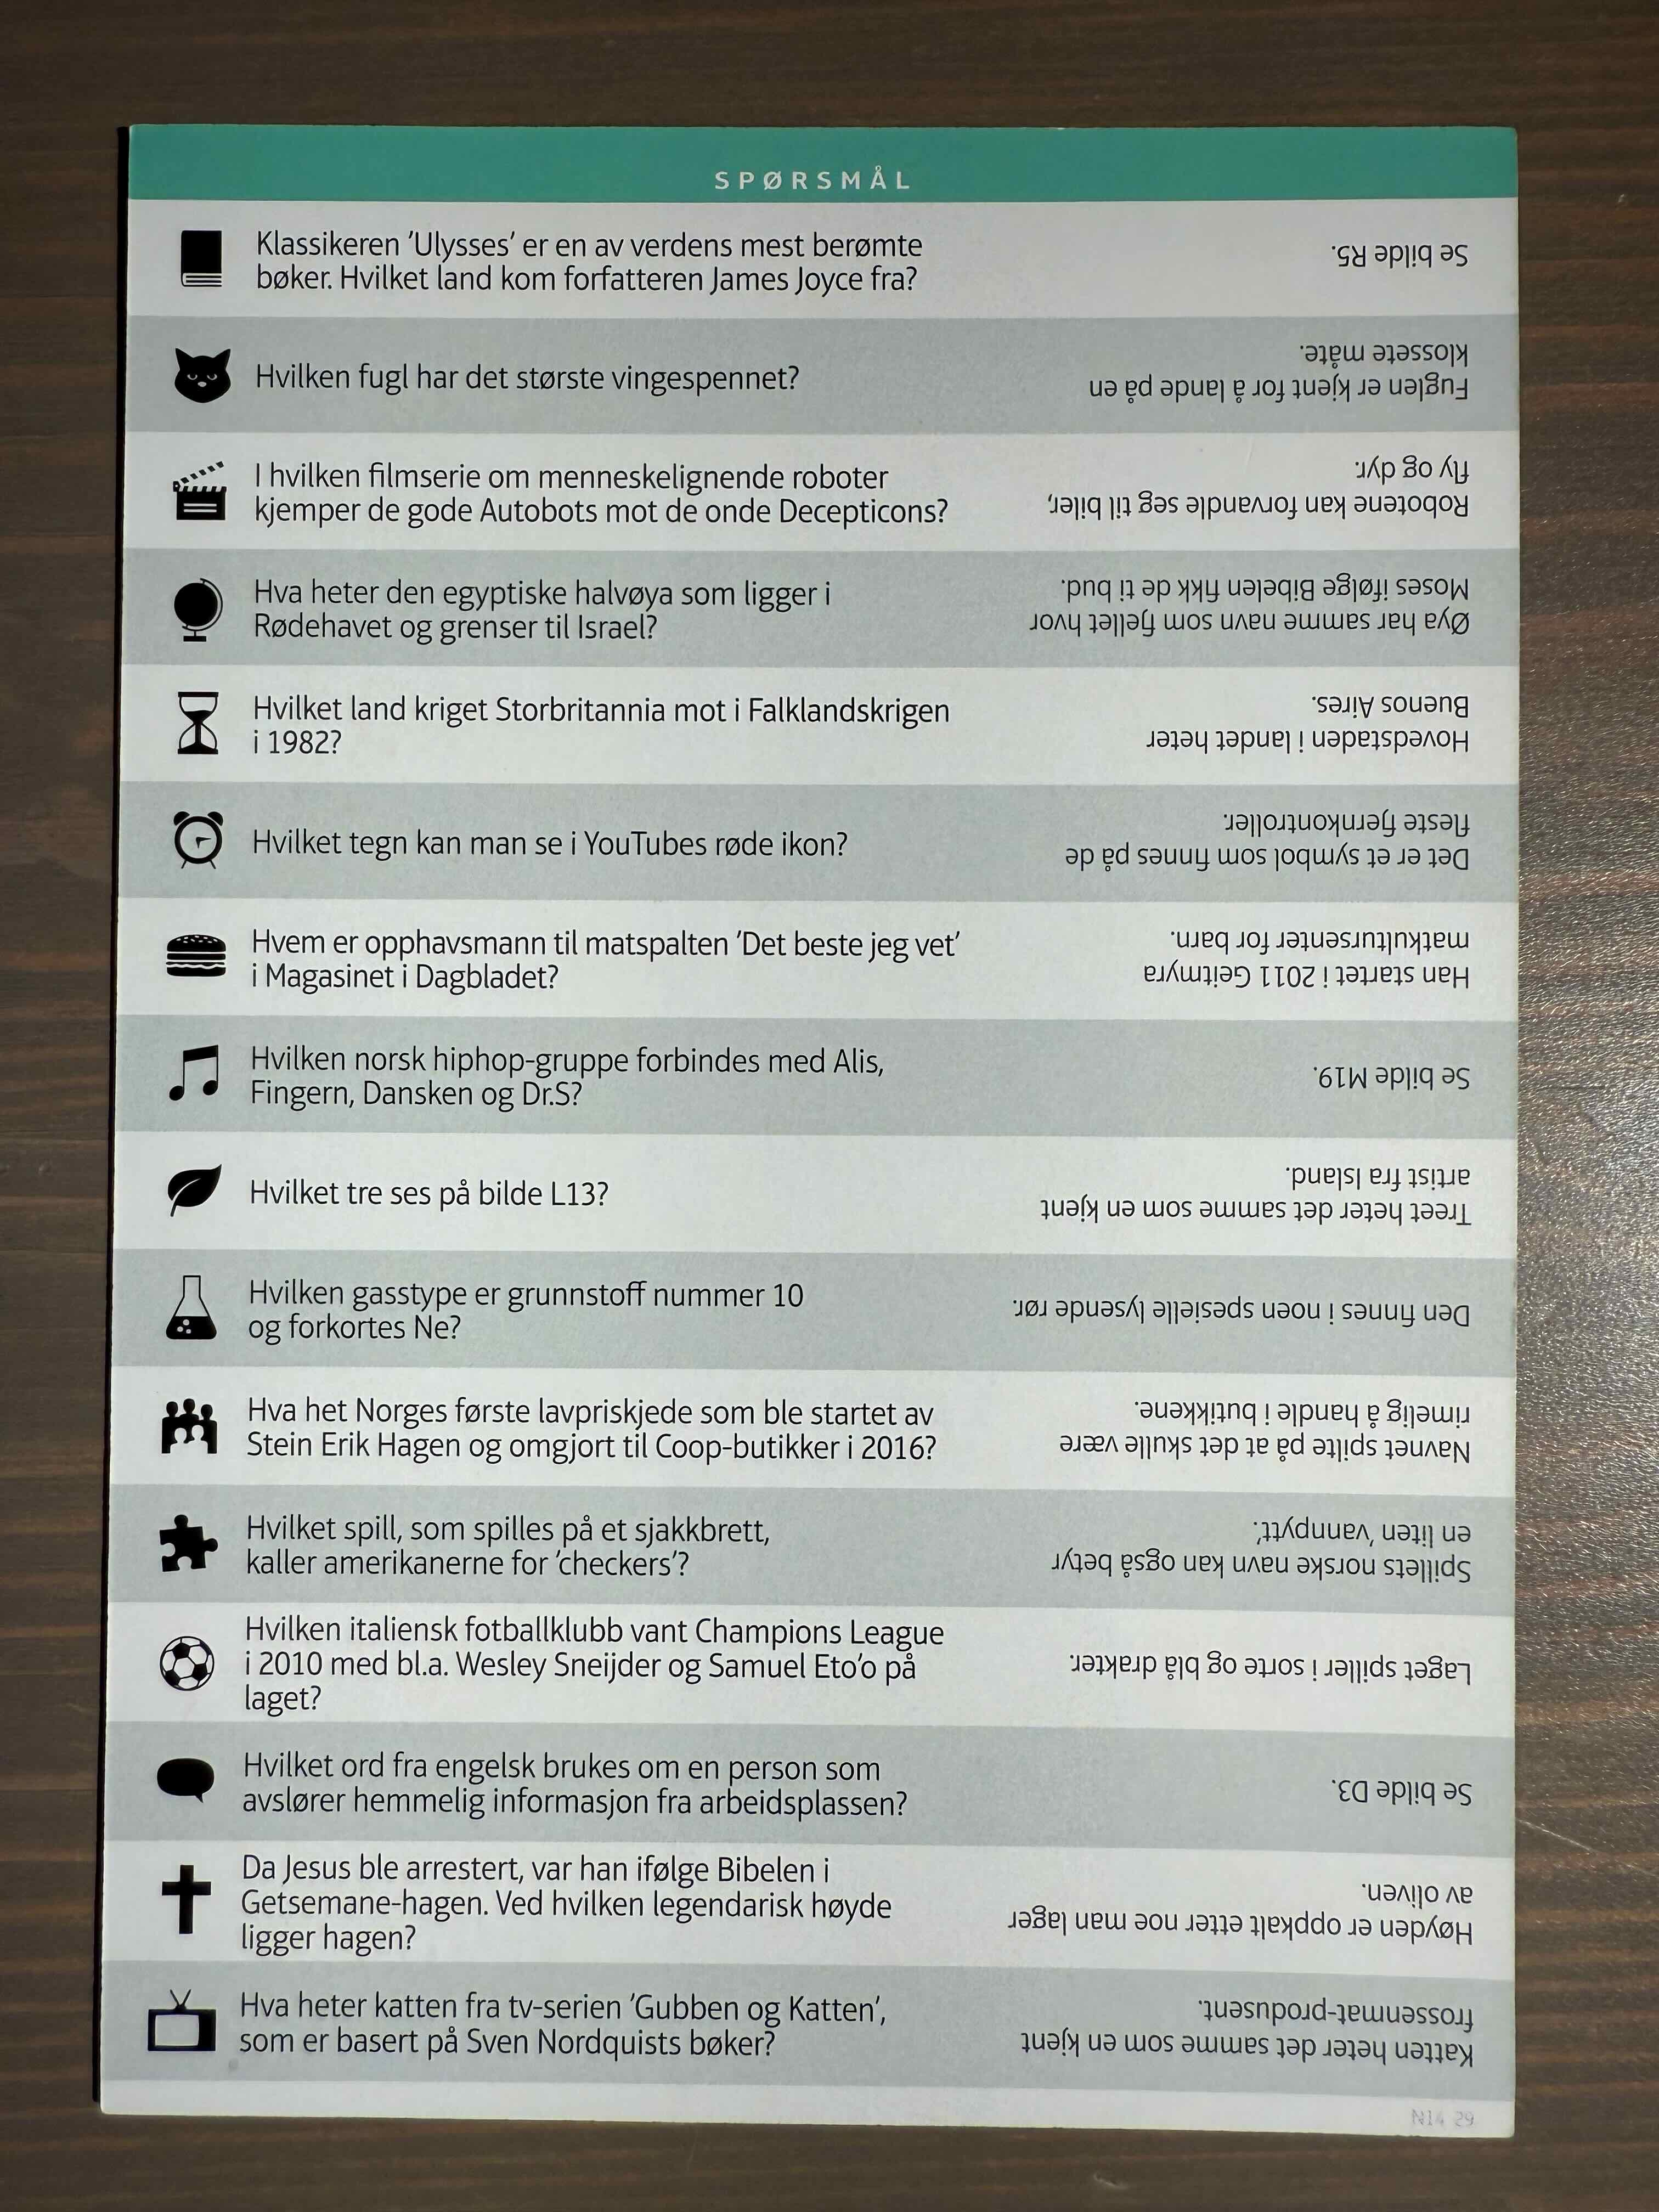 SPØRSMÅL
Klassikeren 'Ulysses' er en av verdens mest berømte
bøker. Hvilket land kom forfatteren James Joyce fra?
Se bilde R5.
Hvilken fugl har det største vingespennet?
Fuglen er kjent for å lande på en
klossete måte.
I hvilken filmserie om menneskelignende roboter
kjemper de gode Autobots mot de onde Decepticons?
Robotene kan forvandle seg til biler,
fly og dyr.
Hva heter den egyptiske halvøya som ligger i
Rødehavet og grenser til Israel?
Øya har samme navn som fjellet hvor
Moses ifølge Bibelen fikk de ti bud.
Hvilket land kriget Storbritannia mot i Falklandskrigen
i 1982?
Hovedstaden i landet heter
Buenos Aires.
Hvilket tegn kan man se i YouTubes røde ikon?
Det er et symbol som finnes på de
fleste fjernkontroller.
Hvem er opphavsmann til matspalten 'Det beste jeg vet'
i Magasinet i Dagbladet?
Han startet i 2011 Geitmyra
matkultursenter for barn.
Hvilken norsk hiphop-gruppe forbindes med Alis,
Fingern, Dansken og Dr.S?
Se bilde M19.
Hvilket tre ses på bilde L13?
Treet heter det samme som en kjent
artist fra Island.
Hvilken gasstype er grunnstoff nummer 10
og forkortes Ne?
Den finnes i noen spesielle lysende rør.
Hva het Norges første lavpriskjede som ble startet av
Stein Erik Hagen og omgjort til Coop-butikker i 2016?
Navnet spilte på at det skulle være
rimelig å handle i butikkene.
Hvilket spill, som spilles på et sjakkbrett,
kaller amerikanerne for 'checkers'?
Spillets norske navn kan også betyr
en liten 'vannpytt'.
Hvilken italiensk fotballklubb vant Champions League
i 2010 med bl.a. Wesley Sneijder og Samuel Eto'o på
laget?
Laget spiller i sorte og blå drakter.
Hvilket ord fra engelsk brukes om en person som
avslører hemmelig informasjon fra arbeidsplassen?
Se bilde D3.
Da Jesus ble arrestert, var han ifølge Bibelen i
Getsemane-hagen. Ved hvilken legendarisk høyde
ligger hagen?
Høyden er oppkalt etter noe man lager
av oliven.
Hva heter katten fra tv-serien 'Gubben og Katten',
som er basert på Sven Nordquists bøker?
Katten heter det samme som en kjent
frossenmat-produsent.
N14 29